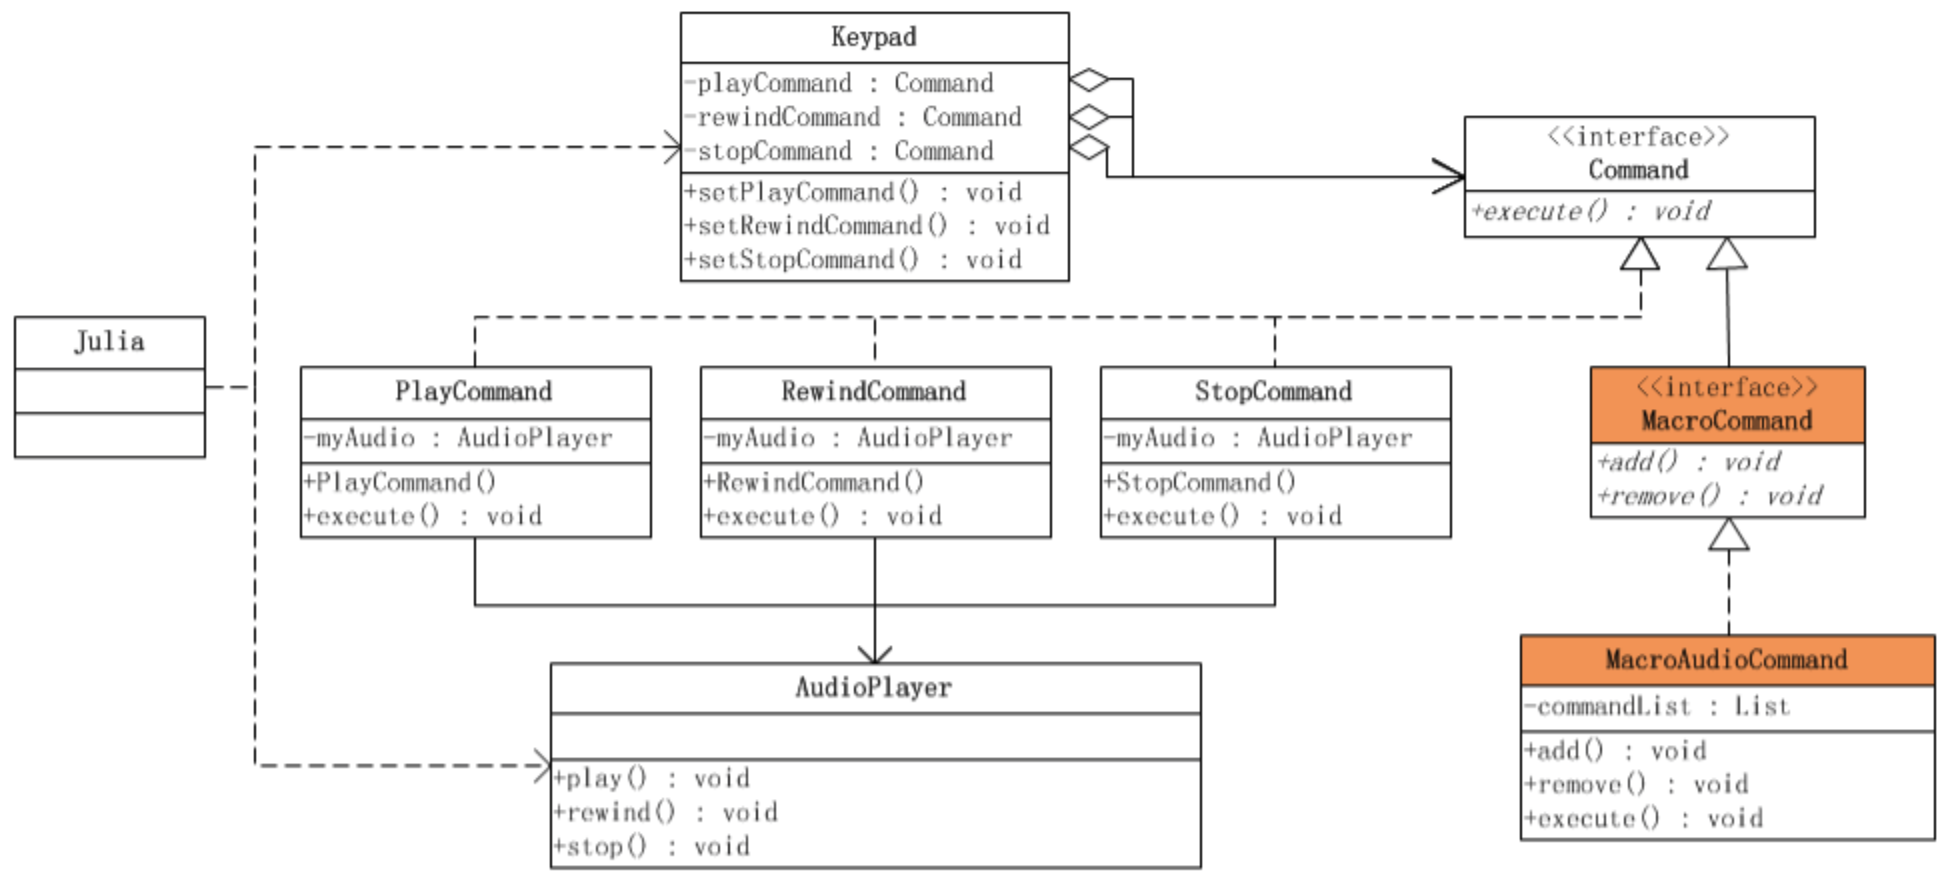 Keypad
-playCommand : Command
-rewindCommand : Command
-stopCommand : Command
+setPlayCommand() : void
+setRewindCommand() : void
+setStopCommand() : void
<<interface>>
Command
+execute() : void
Julia
PlayCommand
-myAudio : AudioPlayer
+PlayCommand()
+execute() : void
RewindCommand
-myAudio : AudioPlayer
+RewindCommand()
+execute() : void
StopCommand
-myAudio : AudioPlayer
+StopCommand()
+execute() : void
<<interface>>
MacroCommand
+add() : void
+remove() : void
AudioPlayer
+play() : void
+rewind() : void
+stop() : void
MacroAudioCommand
-commandList : List
+add() : void
+remove() : void
+execute() : void